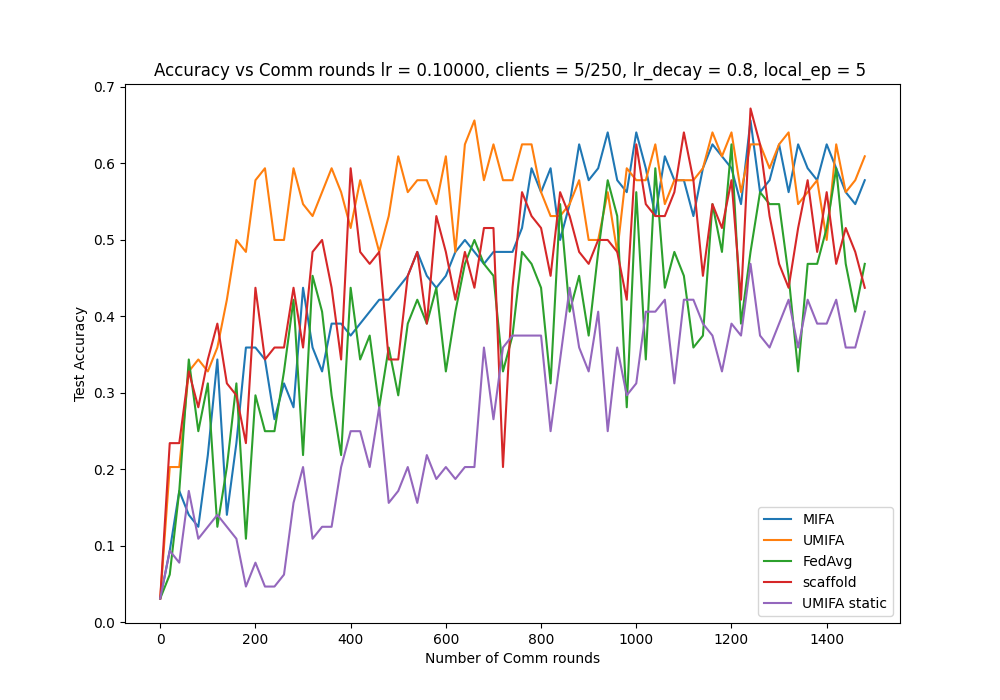 Accuracy vs Comm rounds lr = 0.10000, clients = 5/250, lr_decay = 0.8, local_ep = 5
Test Accuracy
0.7
0.6
0.5
0.4
0.3
0.2
0.1
0.0
MIFA
UMIFA
FedAvg
scaffold
UMIFA static
0 200 400 600 800 1000 1200 1400
Number of Comm rounds